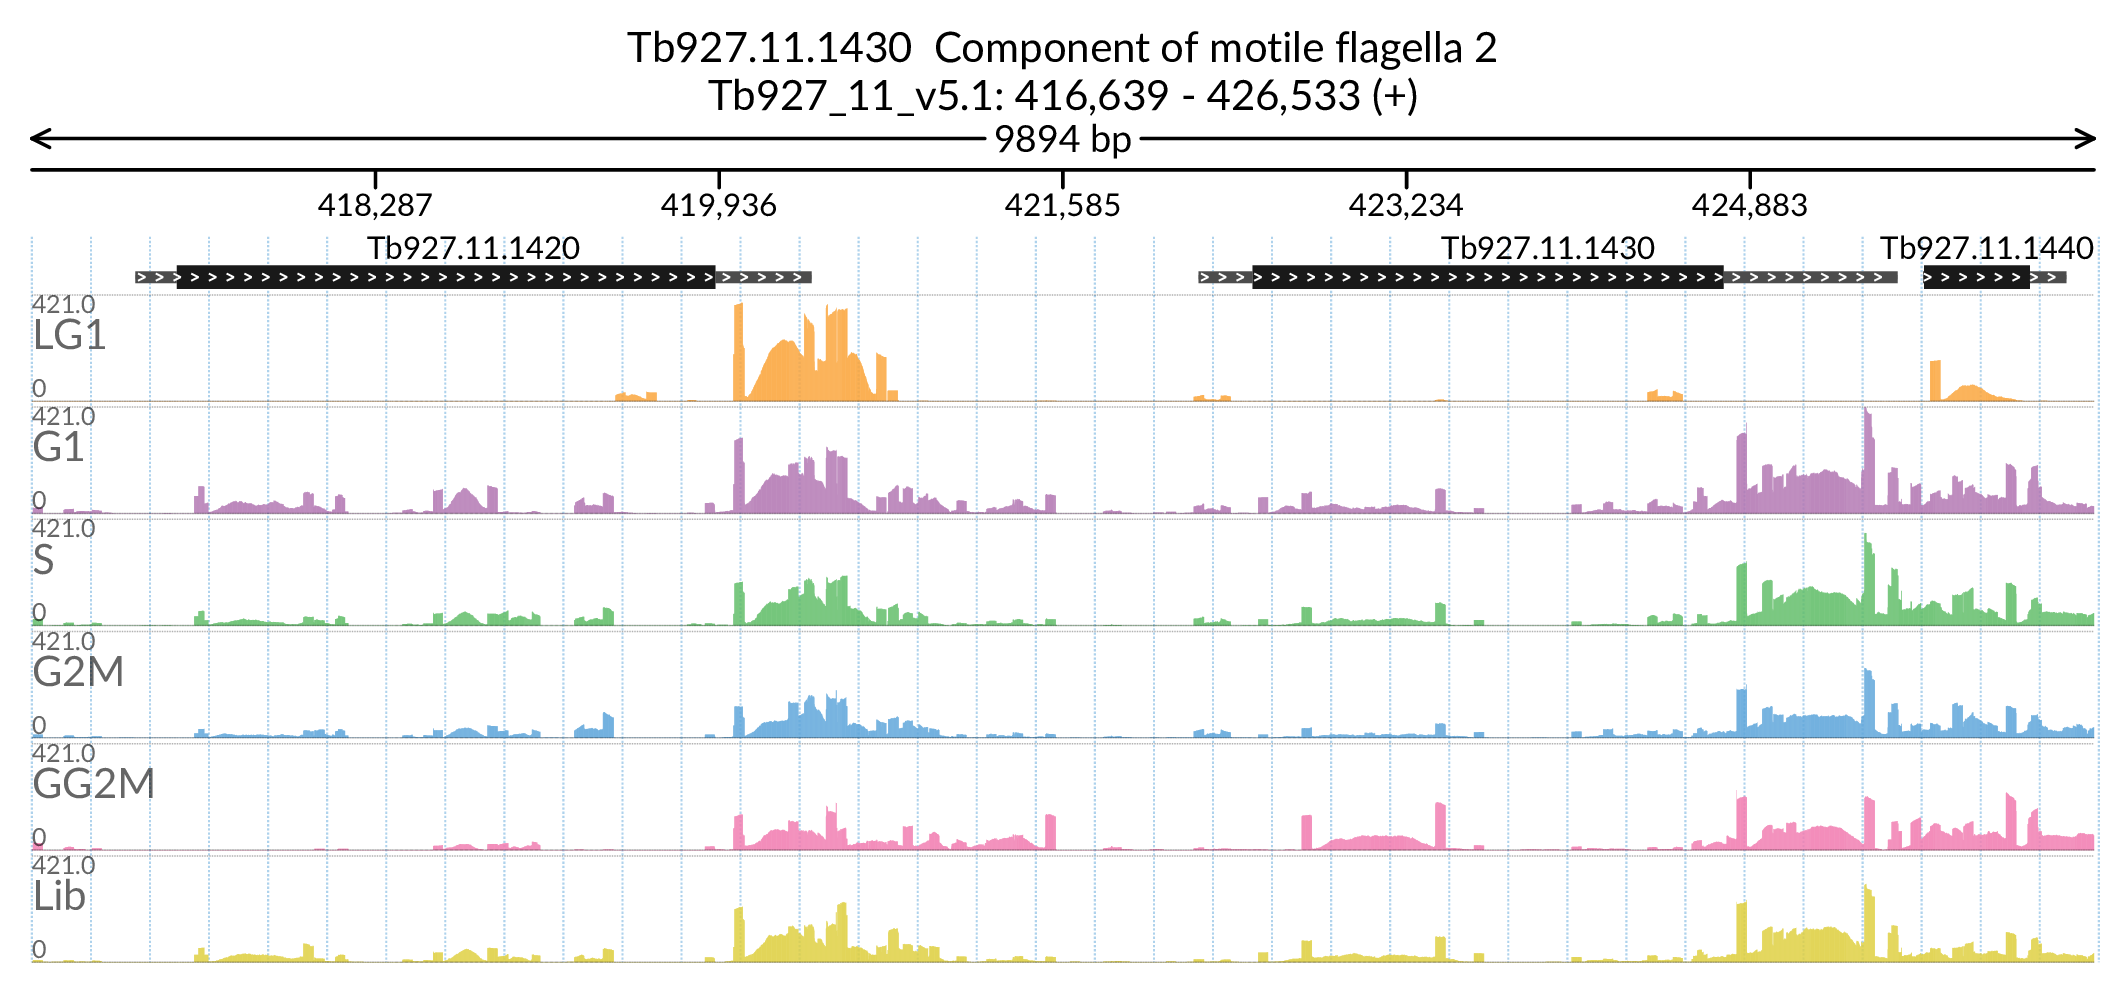 Tb927.11.1430 Component of motile flagella 2
Tb927_11_v5.1: 416,639 - 426,533 (+)
9894 bp
418,287 419,936 421,585 423,234 424,883
Tb927.11.1420 Tb927.11.1430 Tb927.11.1440
421.0
LG1
0
421.0
G1
0
421.0
S
0
421.0
G2M
0
421.0
GG2M
0
421.0
Lib
0